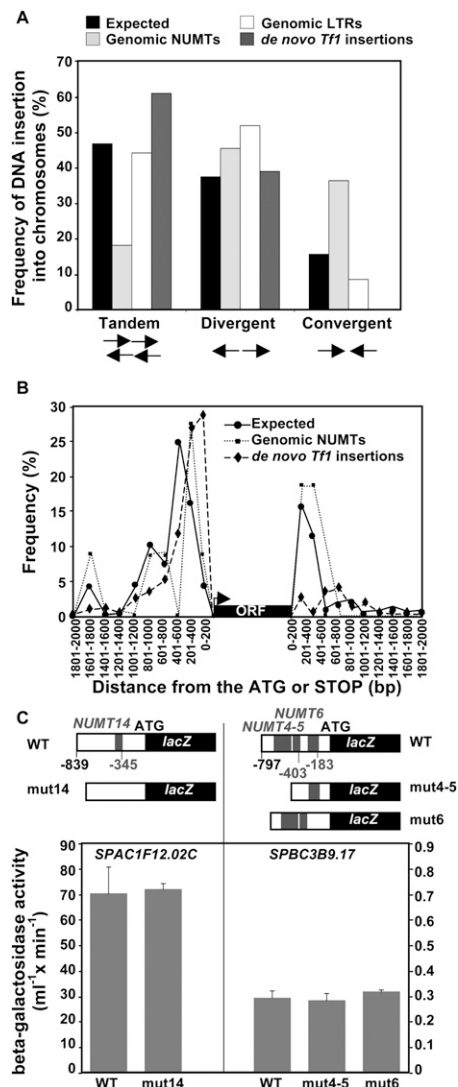 A
Expected
Genomic LTRs
Genomic NUMTs
de novo Tf1 insertions
Frequency of DNA insertion
into chromosomes (%)
70
60
50
40
30
20
10
0
Tandem
Divergent
Convergent
B
Expected
Genomic NUMTs
de novo Tf1 insertions
Frequency (%)
30
25
20
15
10
5
0
ORF
1801-2000
1601-1800
1401-1600
1201-1400
1001-1200
801-1000
601-800
401-600
201-400
0-200
0-200
201-400
401-600
601-800
801-1000
1001-1200
1201-1400
1401-1600
1601-1800
1801-2000
Distance from the ATG or STOP (bp)
C
NUMT14 ATG
WT
lacZ
-839
-345
mut14
lacZ
NUMT6
NUMT4-5 ATG
lacZ
WT
-797
-183
-403
lacZ
mut4-5
lacZ
mut6
beta-galactosidase activity
(ml-1x min-1)
SPAC1F12.02C
SPBC3B9.17
90
80
70
60
50
40
30
20
10
0
0.9
0.8
0.7
0.6
0.5
0.4
0.3
0.2
0.1
0
WT
mut14
WT
mut4-5
mut6